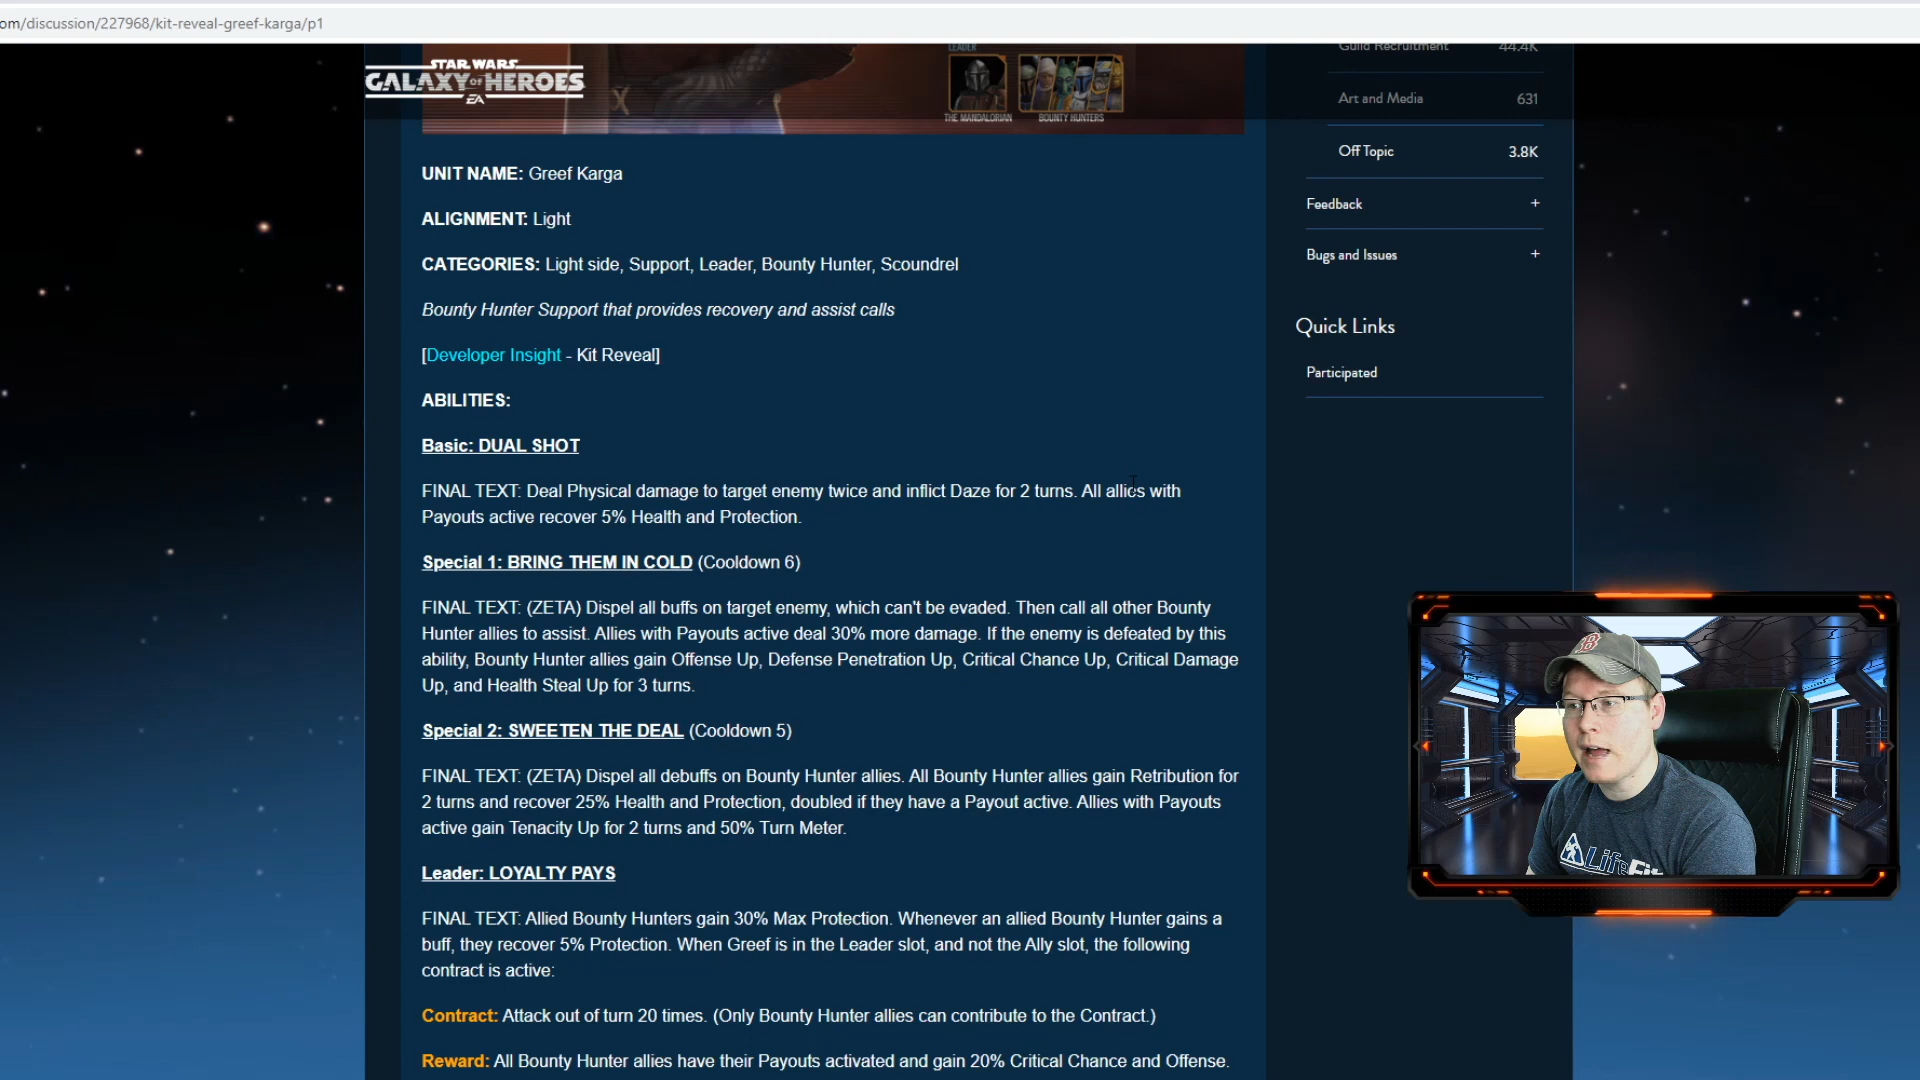 om/discussion/227968/kit-reveal-greef-karga/p1
STAR WARS
GALAXY OF HEROES
EA
LEADER
THE MANDALORIAN BOUNTY HUNTERS
Guild Recruitment 44.4K
Art and Media 631
Off Topic 3.8K
Feedback +
Bugs and Issues +
Quick Links
Participated
UNIT NAME: Greef Karga
ALIGNMENT: Light
CATEGORIES: Light side, Support, Leader, Bounty Hunter, Scoundrel
Bounty Hunter Support that provides recovery and assist calls
[Developer Insight - Kit Reveal]
ABILITIES:
Basic: DUAL SHOT
FINAL TEXT: Deal Physical damage to target enemy twice and inflict Daze for 2 turns. All allies with
Payouts active recover 5% Health and Protection.
Special 1: BRING THEM IN COLD (Cooldown 6)
FINAL TEXT: (ZETA) Dispel all buffs on target enemy, which can't be evaded. Then call all other Bounty
Hunter allies to assist. Allies with Payouts active deal 30% more damage. If the enemy is defeated by this
ability, Bounty Hunter allies gain Offense Up, Defense Penetration Up, Critical Chance Up, Critical Damage
Up, and Health Steal Up for 3 turns.
Special 2: SWEETEN THE DEAL (Cooldown 5)
FINAL TEXT: (ZETA) Dispel all debuffs on Bounty Hunter allies. All Bounty Hunter allies gain Retribution for
2 turns and recover 25% Health and Protection, doubled if they have a Payout active. Allies with Payouts
active gain Tenacity Up for 2 turns and 50% Turn Meter.
Leader: LOYALTY PAYS
FINAL TEXT: Allied Bounty Hunters gain 30% Max Protection. Whenever an allied Bounty Hunter gains a
buff, they recover 5% Protection. When Greef is in the Leader slot, and not the Ally slot, the following
contract is active:
Contract: Attack out of turn 20 times. (Only Bounty Hunter allies can contribute to the Contract.)
Reward: All Bounty Hunter allies have their Payouts activated and gain 20% Critical Chance and Offense.
B